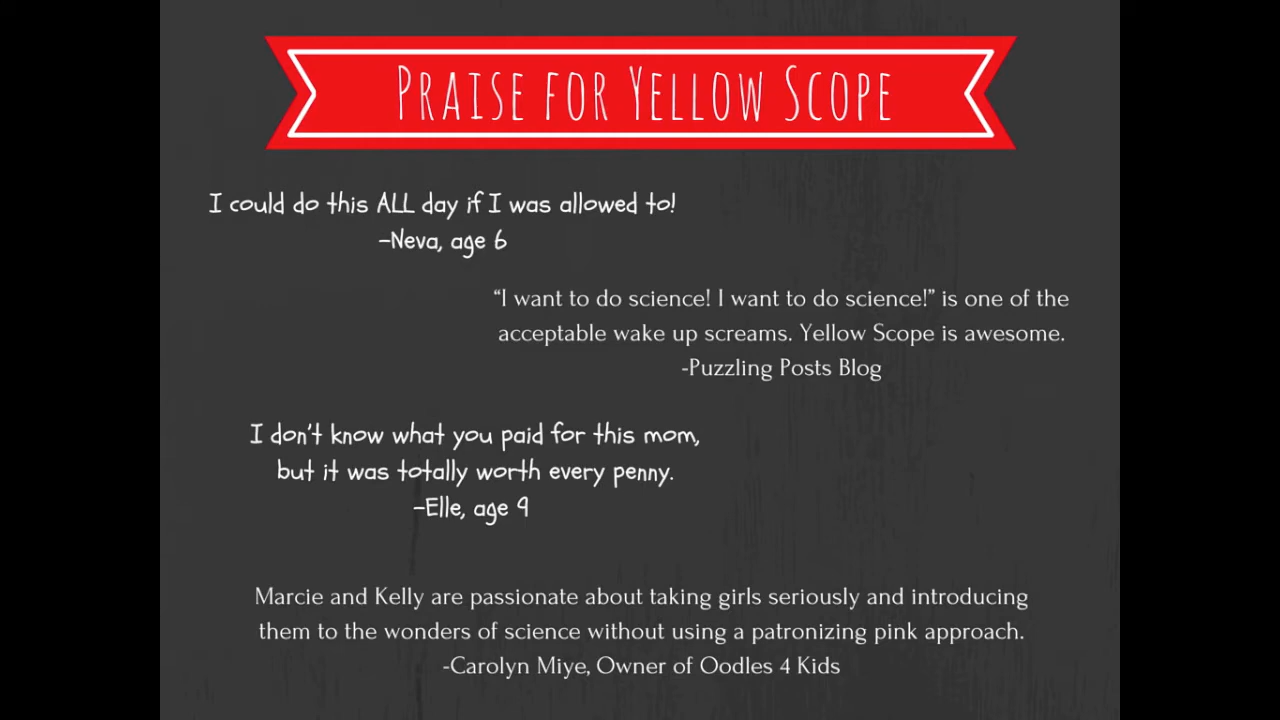 PRAISE FOR YELLOW SCOPE
I could do this ALL day if I was allowed to!
-Neva, age 6
“I want to do science! I want to do science!” is one of the
acceptable wake up screams. Yellow Scope is awesome.
-Puzzling Posts Blog
I don't know what you paid for this mom,
but it was totally worth every penny.
-Elle, age 9
Marcie and Kelly are passionate about taking girls seriously and introducing
them to the wonders of science without using a patronizing pink approach.
-Carolyn Miye, Owner of Oodles 4 Kids